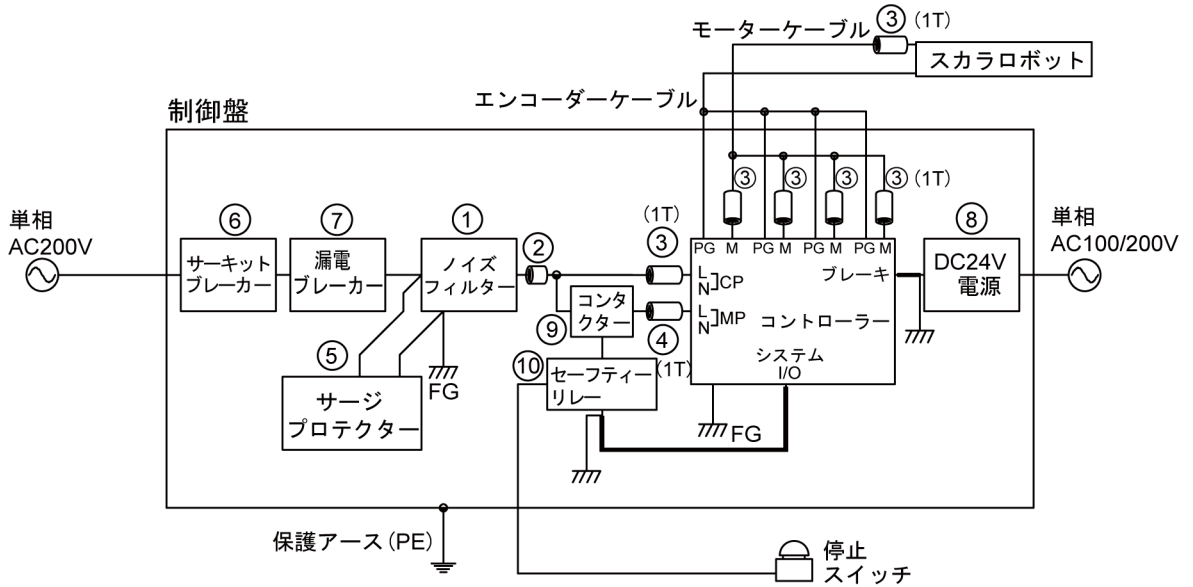 モーターケーブル
③ (1T)
スカラロボット
エンコーダーケーブル
制御盤
③
③
③
③ (1T)
単相
AC200V
⑥
サーキット
ブレーカー
⑦
漏電
ブレーカー
①
ノイズ
フィルター
②
(1T)
③
PG M PG M PG M PG M
L
N
CP
ブレーキ
⑧
DC24V
電源
単相
AC100/200V
コンタ
クター
⑨
④
(1T)
L
N
MP
コントローラー
システム
I/O
⑤
サージ
プロテクター
FG
⑩
セーフティー
リレー
FG
保護アース(PE)
停止
スイッチ